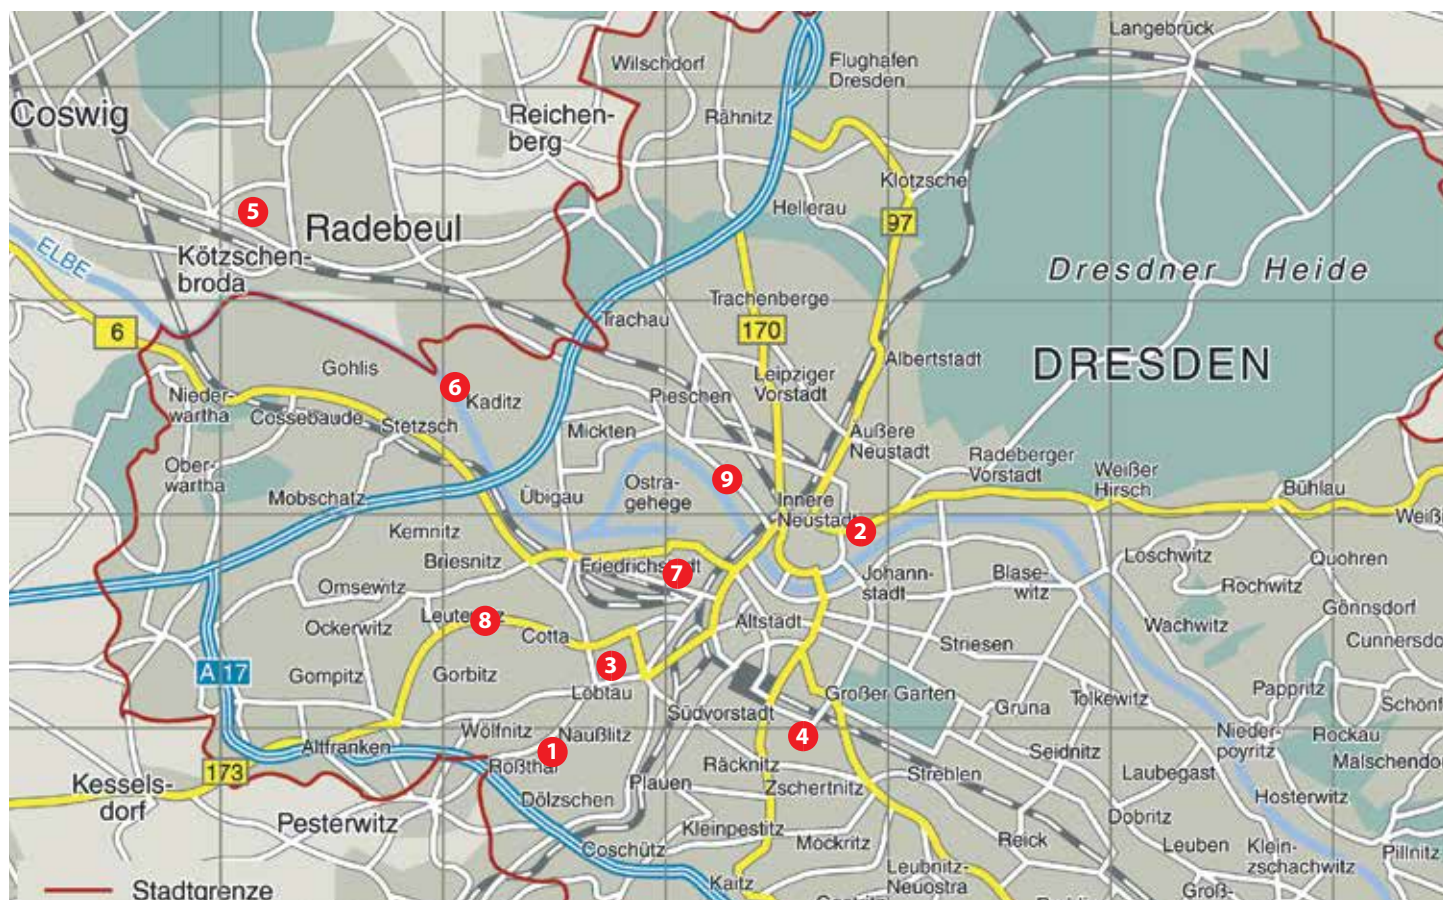 Langebrück
Wilschdorf
Flughafen
Dresden
Coswig
Reichen-
berg
Rähnitz
Klotzsche
5
Radebeul
Hellerau
97
ELBE
Kötzschen-
broda
Dresdner Heide
Trachenberge
6
Trachau
170
DRESDEN
Gohlis
Albertstadt
Leipziger
Vorstadt
6
Kaditz
Pieschen
Nieder-
wartha
Cossebaude
Stetzsch
Mickten
Äußere
Neustadt
Radeberger
Vorstadt
Weißer
Hirsch
Ober-
wartha
Mobschatz
Übigau
Ostra-
gehege
9
Bühlau
Innere
Neustadt
2
Kemnitz
Briesnitz
Friedrichstadt
7
Johann-
stadt
Blase-
witz
Loschwitz
Quohren
Rochwitz
Omsewitz
Gönnsdorf
Leutewitz
8
Ockerwitz
Cotta
Altstadt
Striesen
Wachwitz
A 17
Gompitz
Gorbitz
3
Löbtau
Großer Garten
Gruna
Tolkewitz
Pappritz
Südvorstadt
4
Wölfnitz
Naußlitz
1
Altfranken
Roßthal
173
Kessels-
dorf
Dölzschen
Plauen
Räcknitz
Zschertnitz
Strehlen
Seidnitz
Laubegast
Nieder-
poyritz
Rockau
Hosterwitz
Pesterwitz
Kleinpestitz
Mockritz
Reick
Dobritz
Leuben
Klein-
zschachwitz
Pillnitz
Coschütz
Kaitz
Leubnitz-
Neuostra
Groß-
Stadtgrenze